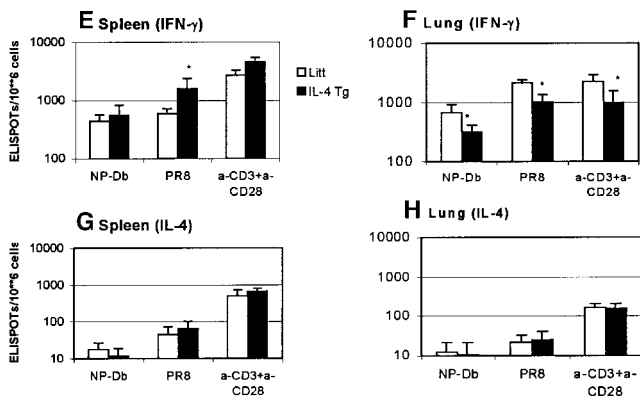 E Spleen (IFN-γ)
ELISPOTs/10**6 cells
10000
1000
100
*
NP-Db
PR8
a-CD3+a-
CD28
Litt
IL-4 Tg
F Lung (IFN-γ)
10000
1000
100
*
*
*
NP-Db
PR8
a-CD3+a-
CD28
G Spleen (IL-4)
ELISPOTs/10**6 cells
10000
1000
100
10
NP-Db
PR8
a-CD3+a-
CD28
H Lung (IL-4)
10000
1000
100
10
NP-Db
PR8
a-CD3+a-
CD28